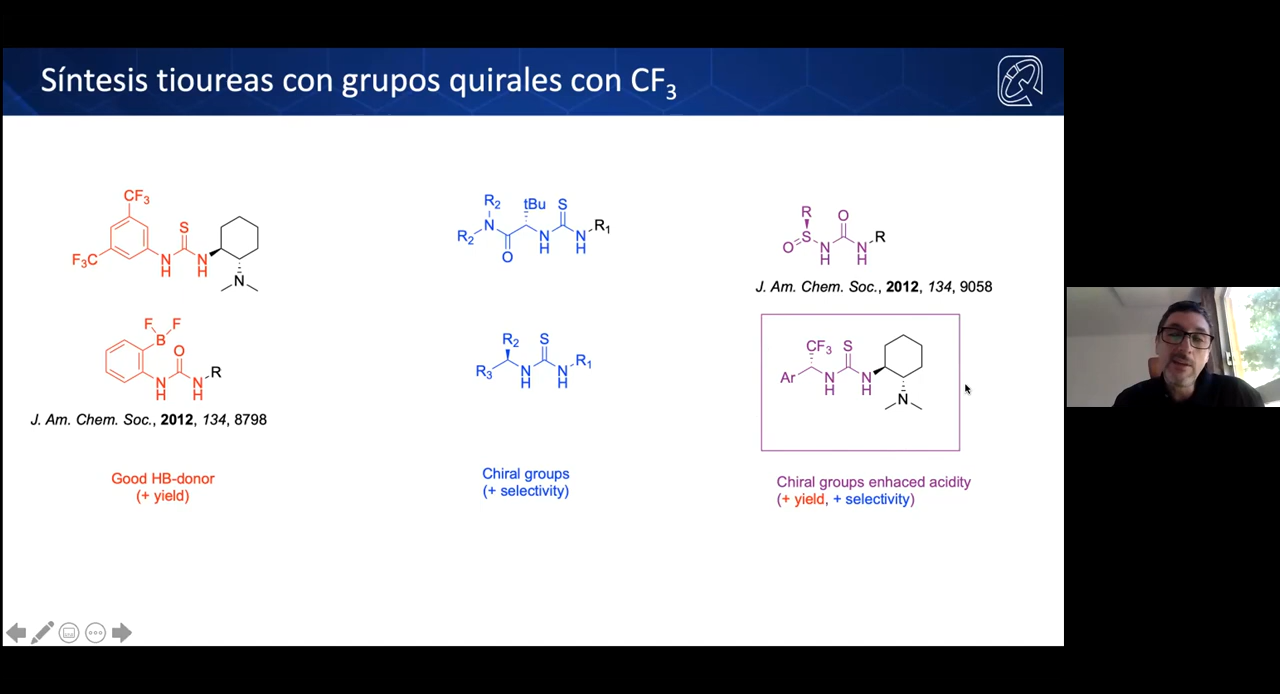 Síntesis tioureas con grupos quirales con CF3
CF3
F3C
S
N
H
N
H
N
R2
R2
N
O
tBu
N
H
S
N
H
R1
R
S
O
N
H
O
N
H
R
J. Am. Chem. Soc., 2012, 134, 9058
F
F
B
O
N
H
N
H
R
J. Am. Chem. Soc., 2012, 134, 8798
R2
R3
N
H
S
N
H
R1
CF3
Ar
N
H
S
N
H
N
Good HB-donor
(+ yield)
Chiral groups
(+ selectivity)
Chiral groups enhaced acidity
(+ yield, + selectivity)